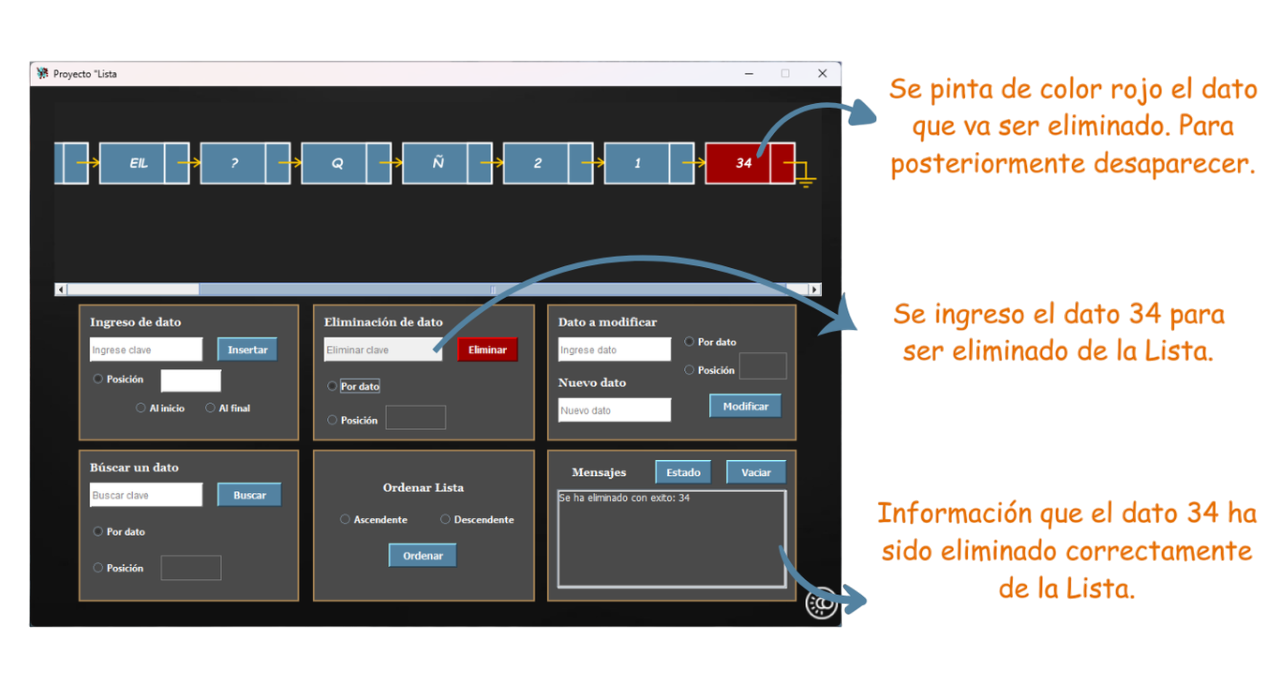 Proyecto "Lista
EIL ? Q Ñ 2 1 34
Se pinta de color rojo el dato
que va ser eliminado. Para
posteriormente desaparecer.
Ingreso de dato
Ingrese clave Insertar
Posición
Al inicio Al final
Eliminación de dato
Eliminar clave Eliminar
Por dato
Posición
Dato a modificar
Ingrese dato Por dato
Posición
Nuevo dato
Nuevo dato Modificar
Se ingreso el dato 34 para
ser eliminado de la Lista.
Búscar un dato
Buscar clave Buscar
Por dato
Posición
Ordenar Lista
Ascendente Descendente
Ordenar
Mensajes Estado Vaciar
Se ha eliminado con exito: 34
Información que el dato 34 ha
sido eliminado correctamente
de la Lista.